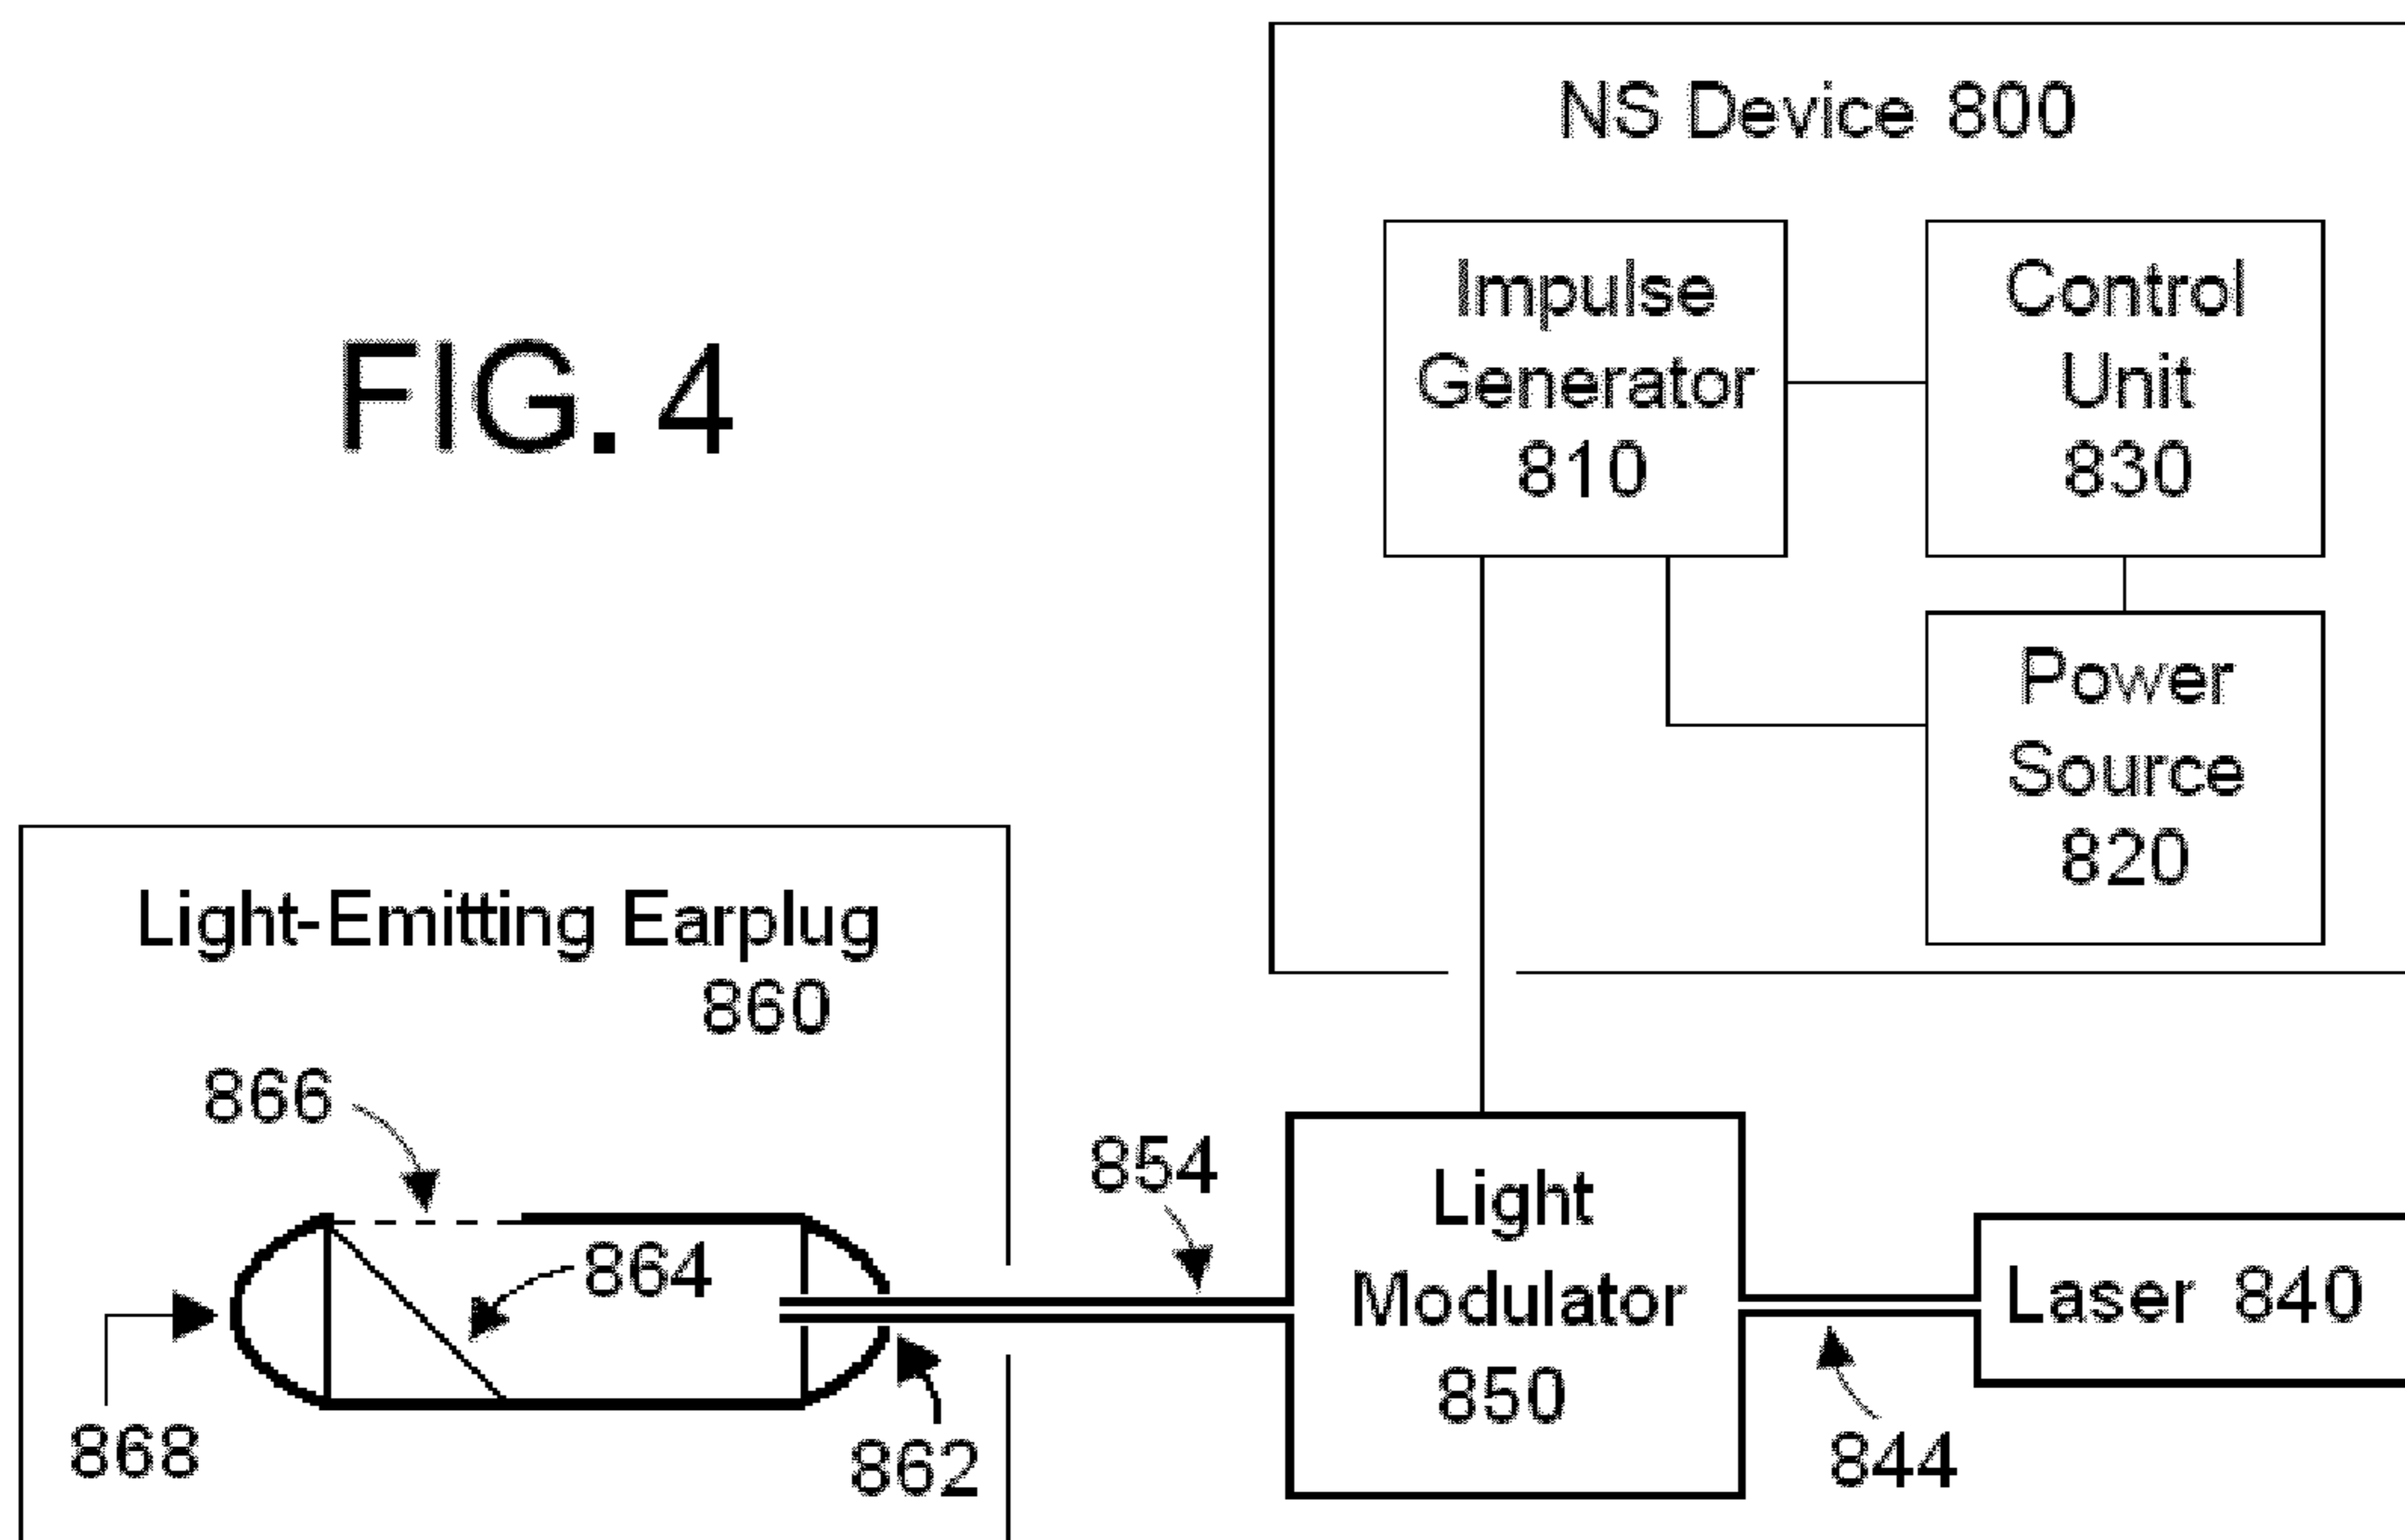 FIG. 4
NS Device 800
Impulse
Generator
810
Control
Unit
830
Power
Source
820
Light-Emitting Earplug
860
866
864
868
862
854
Light
Modulator
850
844
Laser 840